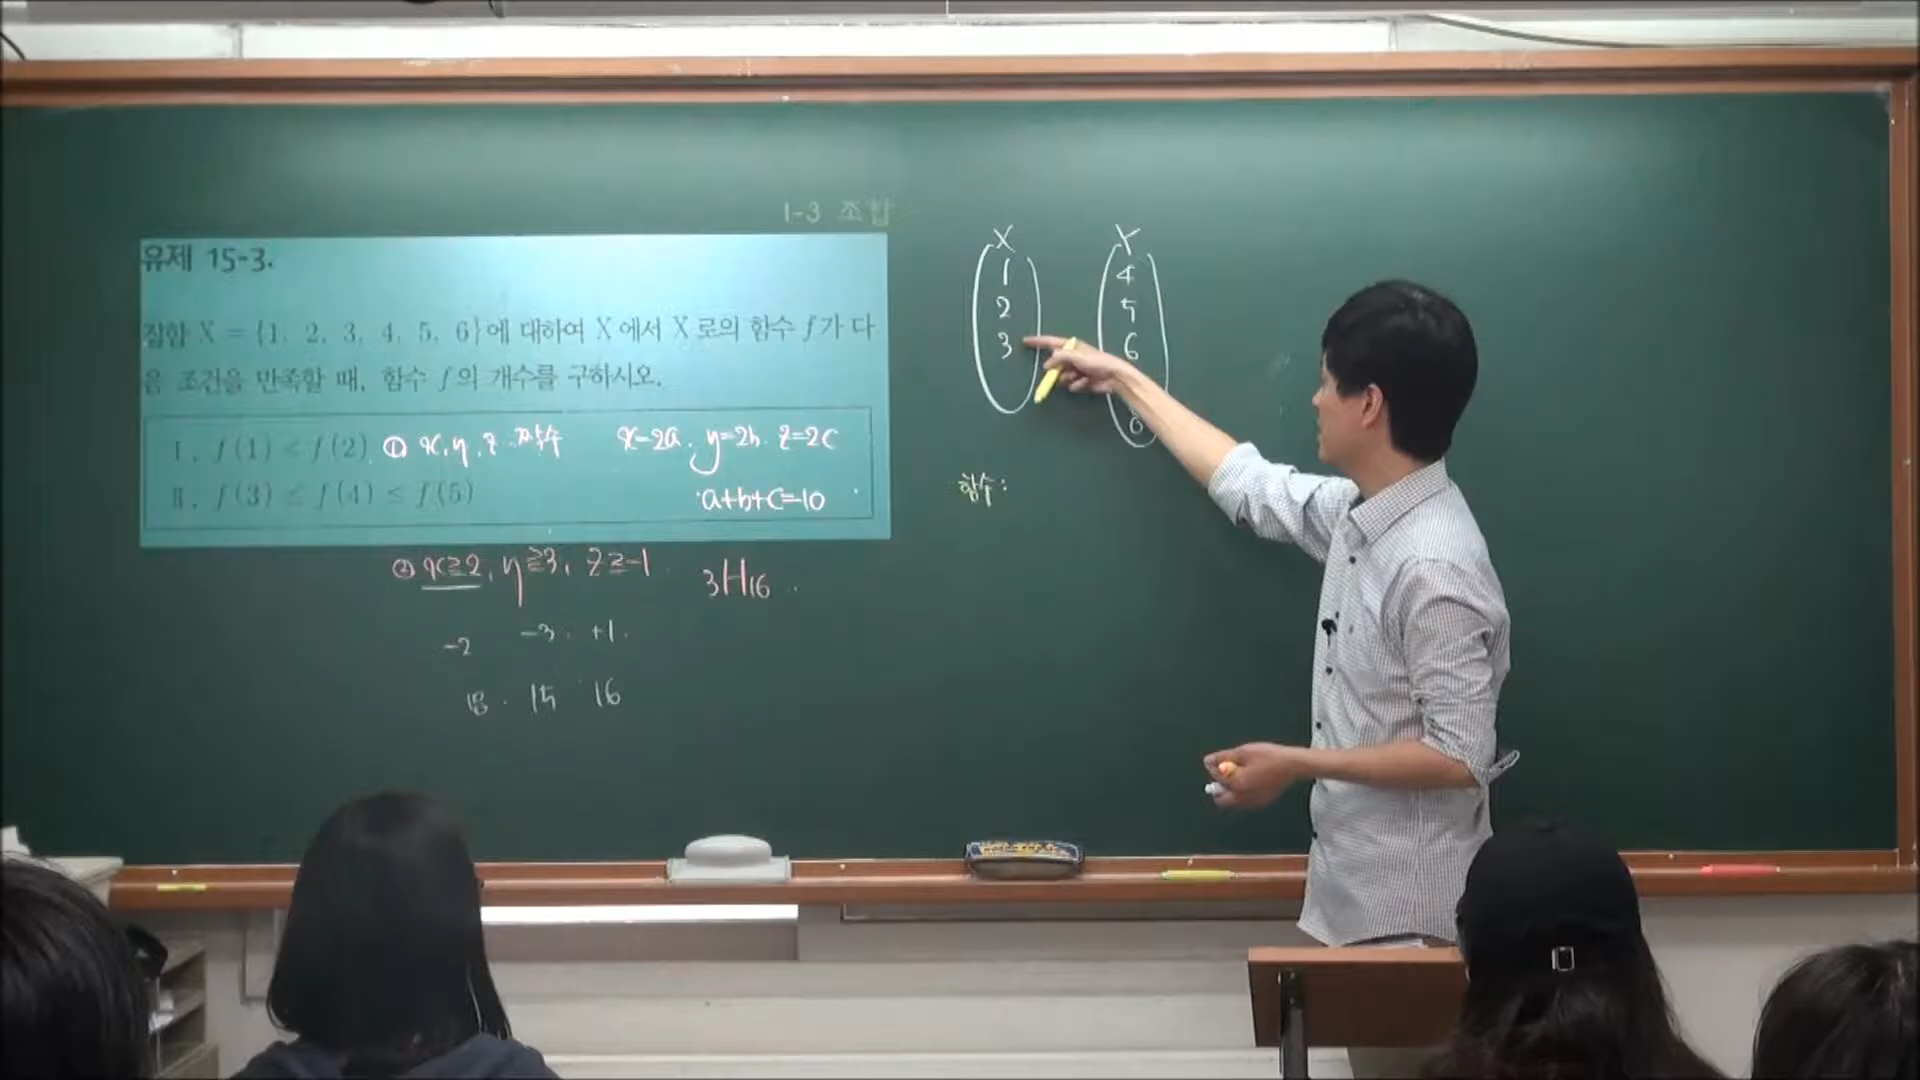 1-3 조합
유제 15-3.
집합 X = {1, 2, 3, 4, 5, 6}에 대하여 X에서 X로의 함수 f가 다
음 조건을 만족할 때, 함수 f의 개수를 구하시오.
Ⅰ. f(1) < f(2)
① x, y, z : 짝수 x=2a, y=2b, z=2c
Ⅱ. f(3) ≤ f(4) ≤ f(5)
a+b+c=10
② x≥2, y≥3, z≥-1 3H16
-2 -3 +1
15 16
X Y
1 4
2 5
3 6
함수 :